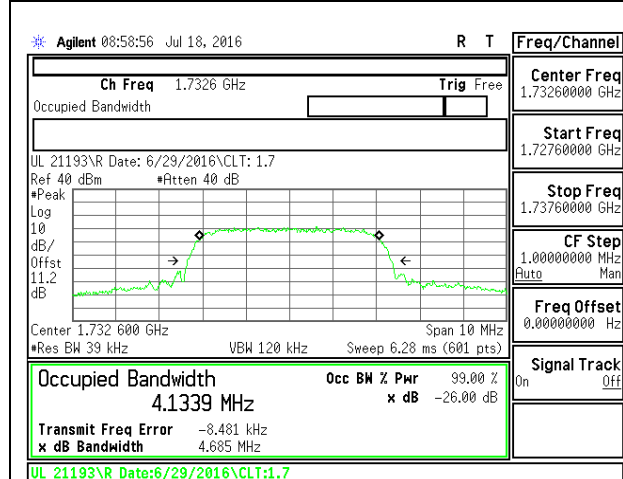 Agilent 08:58:56 Jul 18, 2016 R T
Freq/Channel
Ch Freq 1.7326 GHz Trig Free
Occupied Bandwidth
Center Freq
1.73260000 GHz
Start Freq
1.72760000 GHz
Stop Freq
1.73760000 GHz
CF Step
1.00000000 MHz
Auto Man
Freq Offset
0.00000000 Hz
Signal Track
On Off
UL 21193\R Date: 6/29/2016\CLT: 1.7
Ref 40 dBm #Atten 40 dB
#Peak
Log
10
dB/
Offst
11.2
dB
Center 1.732 600 GHz Span 10 MHz
#Res BW 39 kHz VBW 120 kHz Sweep 6.28 ms (601 pts)
Occupied Bandwidth Occ BW % Pwr 99.00 %
4.1339 MHz x dB -26.00 dB
Transmit Freq Error -8.481 kHz
x dB Bandwidth 4.685 MHz
UL 21193\R Date:6/29/2016\CLT:1.7